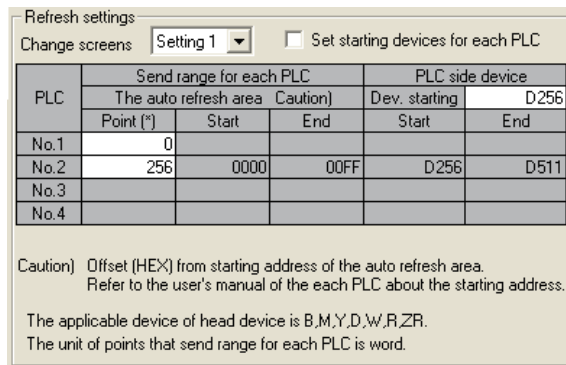 Refresh settings
Change screens Setting 1 Set starting devices for each PLC
PLC Send range for each PLC PLC side device
The auto refresh area Caution) Dev. starting D256
Point (*) Start End Start End
No.1 0
No.2 256 0000 00FF D256 D511
No.3
No.4
Caution) Offset (HEX) from starting address of the auto refresh area.
Refer to the user's manual of the each PLC about the starting address.
The applicable device of head device is B,M,Y,D,W,R,ZR.
The unit of points that send range for each PLC is word.